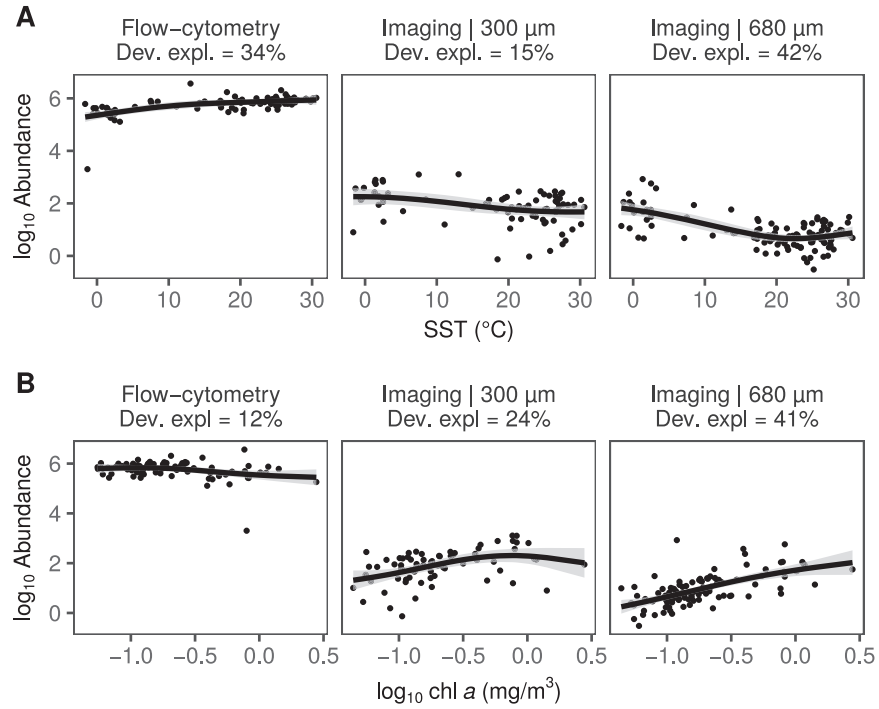 A
Flow−cytometry
Dev. expl. = 34%
Imaging | 300 µm
Dev. expl. = 15%
Imaging | 680 µm
Dev. expl. = 42%
log₁₀ Abundance
6
4
2
0
0 10 20 30
0 10 20 30
0 10 20 30
SST (°C)
B
Flow−cytometry
Dev. expl = 12%
Imaging | 300 µm
Dev. expl = 24%
Imaging | 680 µm
Dev. expl = 41%
log₁₀ Abundance
6
4
2
0
−1.0 −0.5 0.0 0.5
−1.0 −0.5 0.0 0.5
−1.0 −0.5 0.0 0.5
log₁₀ chl a (mg/m³)